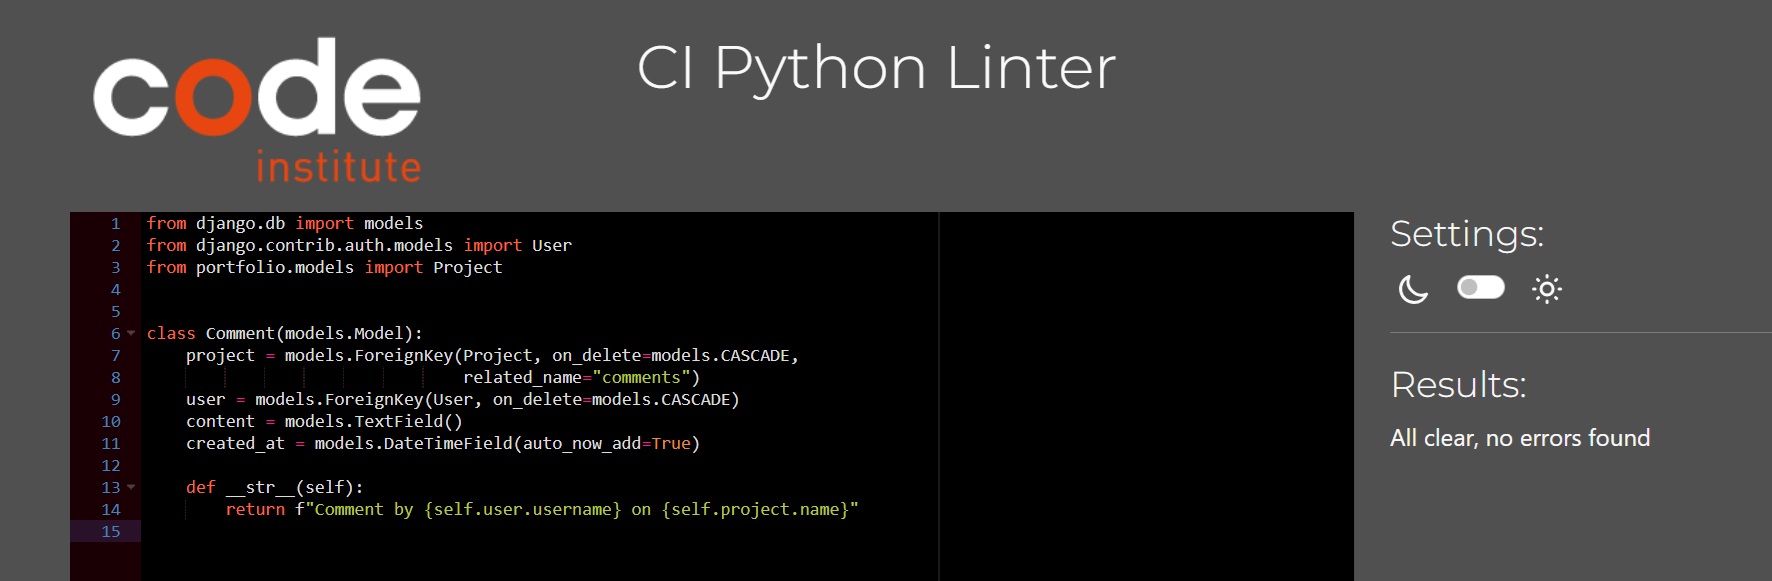 code
institute
CI Python Linter
1 from django.db import models
2 from django.contrib.auth.models import User
3 from portfolio.models import Project
4
5
6 class Comment(models.Model):
7     project = models.ForeignKey(Project, on_delete=models.CASCADE,
8                                 related_name="comments")
9     user = models.ForeignKey(User, on_delete=models.CASCADE)
10     content = models.TextField()
11     created_at = models.DateTimeField(auto_now_add=True)
12
13     def __str__(self):
14         return f"Comment by {self.user.username} on {self.project.name}"
15
Settings:
Results:
All clear, no errors found